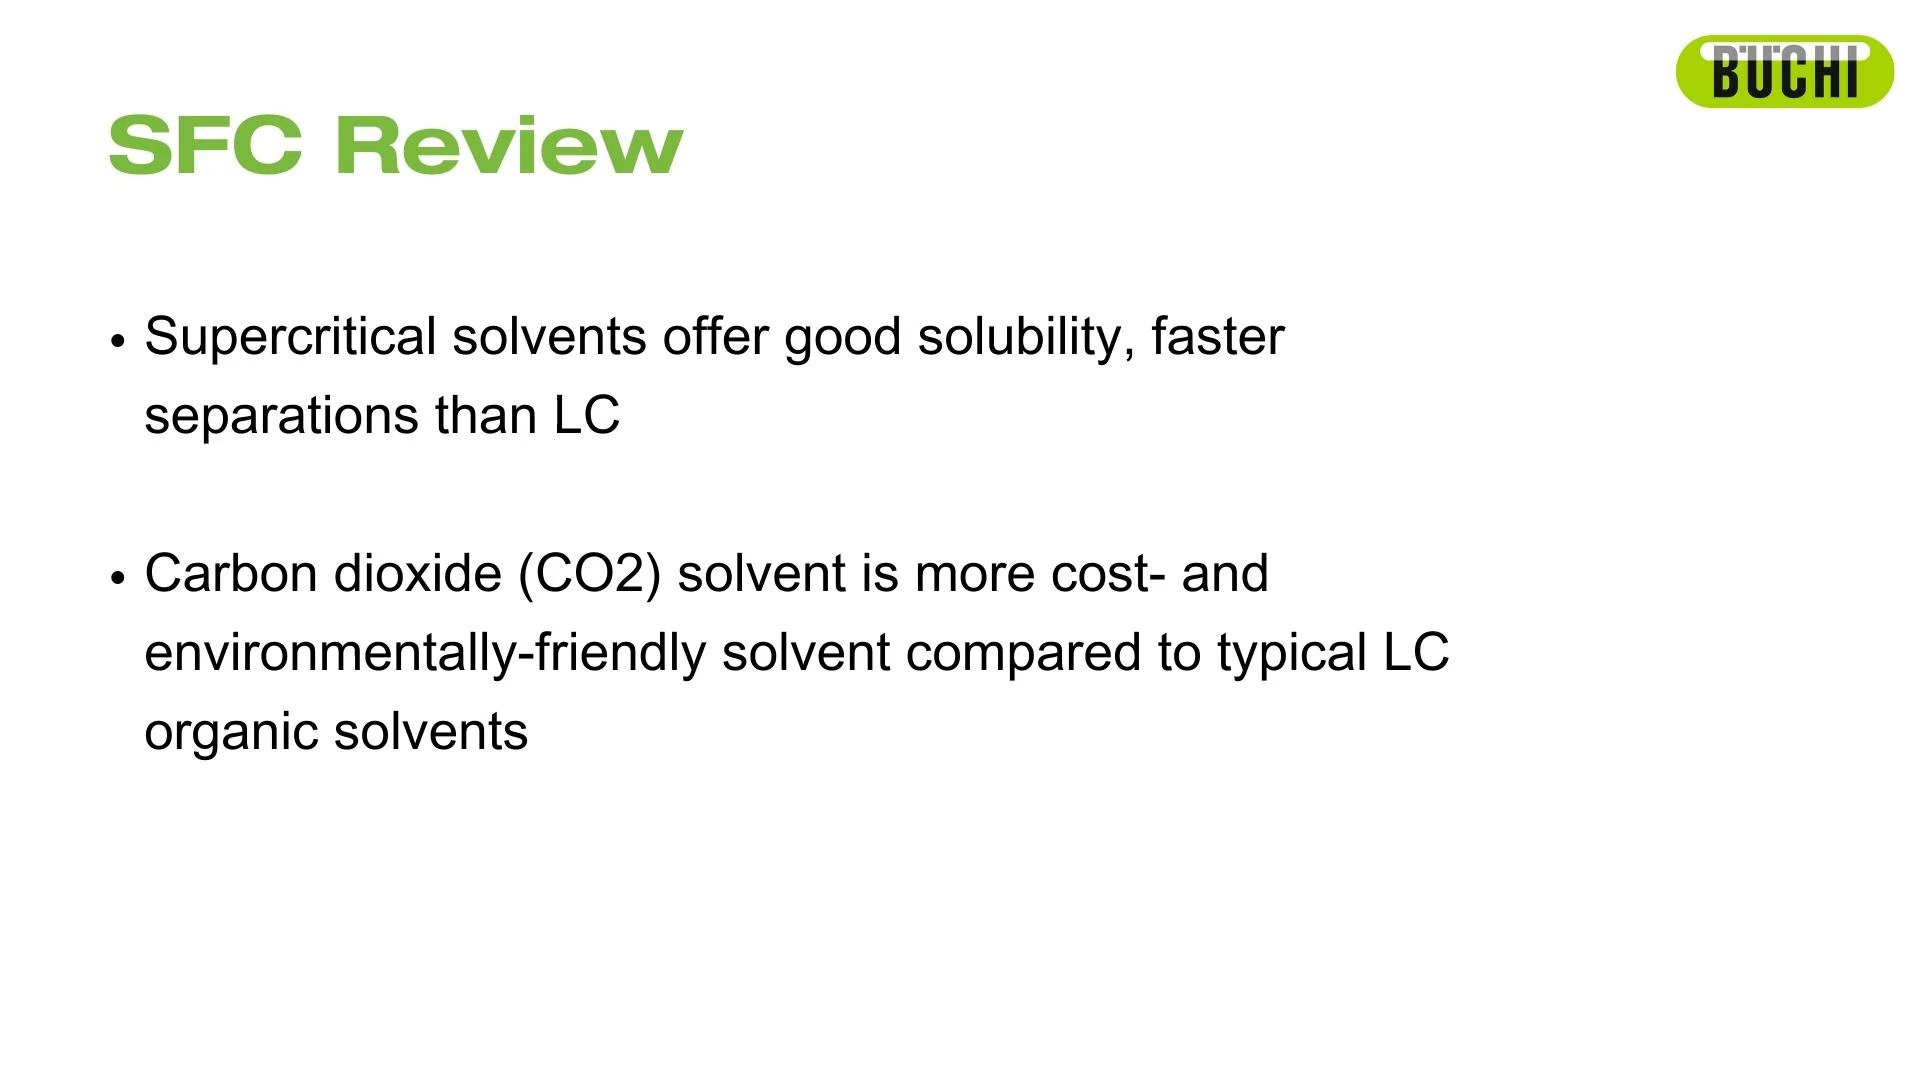 BÜCHI
SFC Review
• Supercritical solvents offer good solubility, faster
separations than LC
• Carbon dioxide (CO2) solvent is more cost- and
environmentally-friendly solvent compared to typical LC
organic solvents